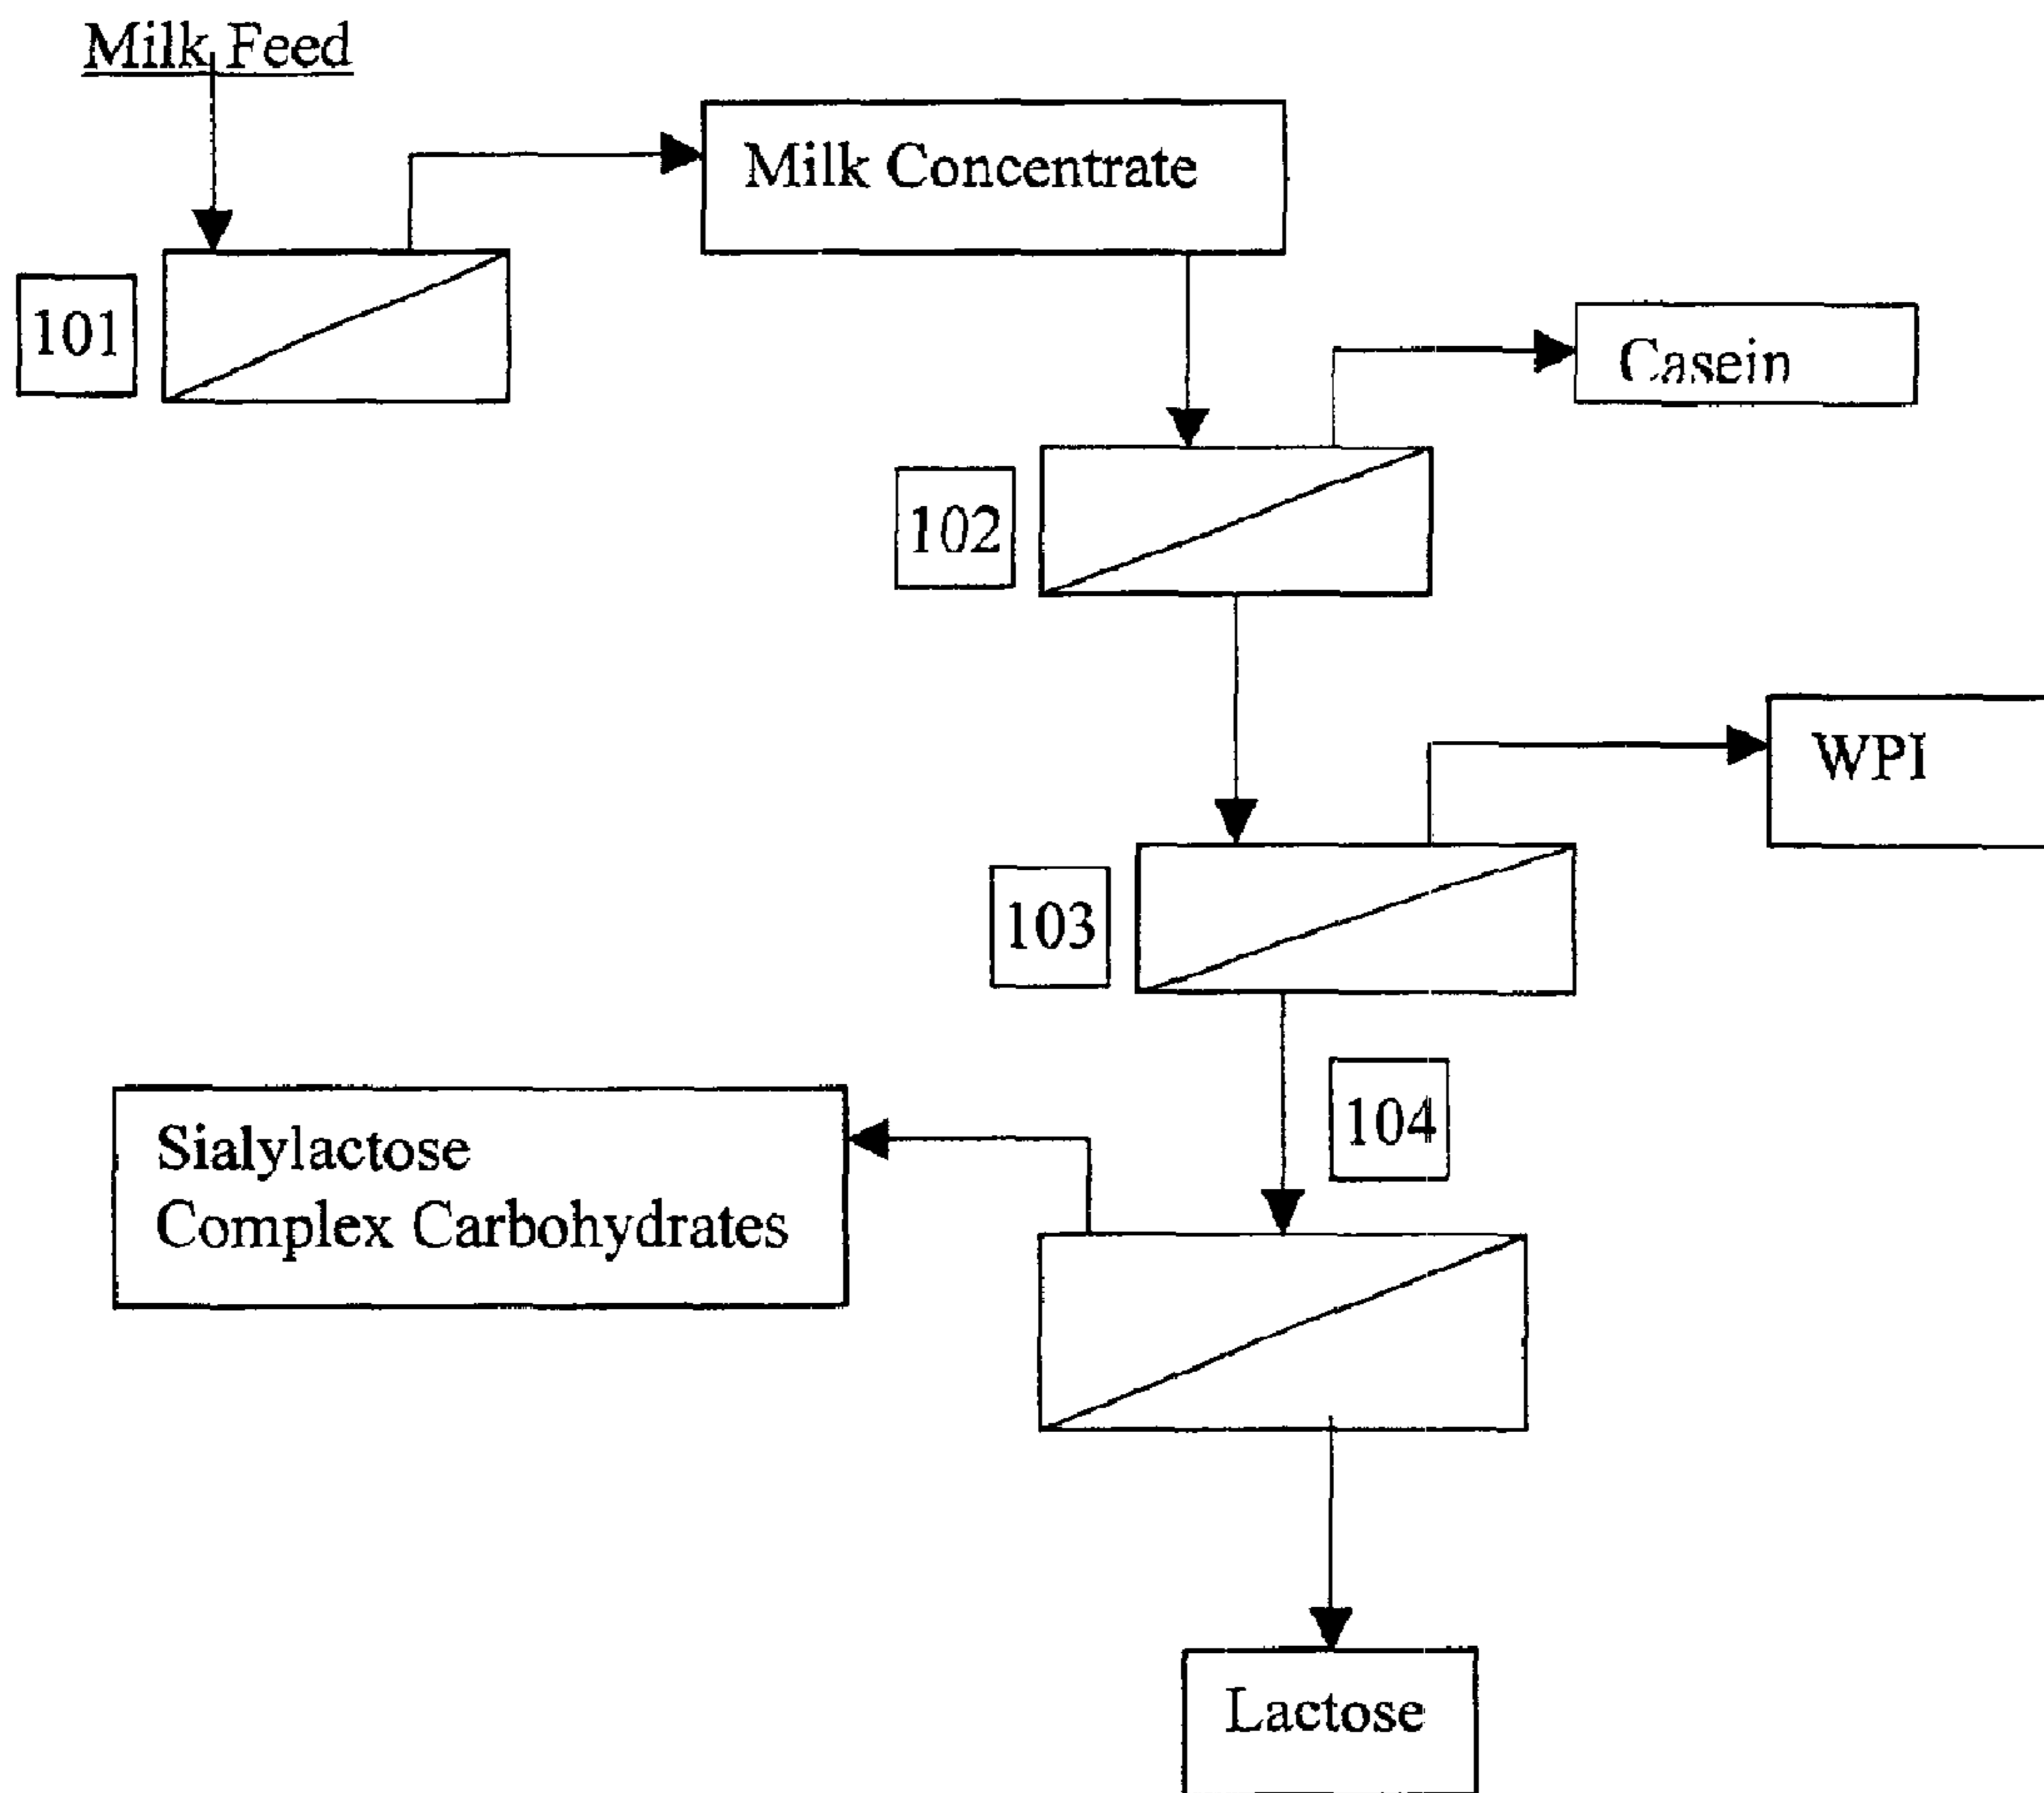 Milk Feed
Milk Concentrate
101
Casein
102
WPI
103
104
Sialylactose
Complex Carbohydrates
Lactose